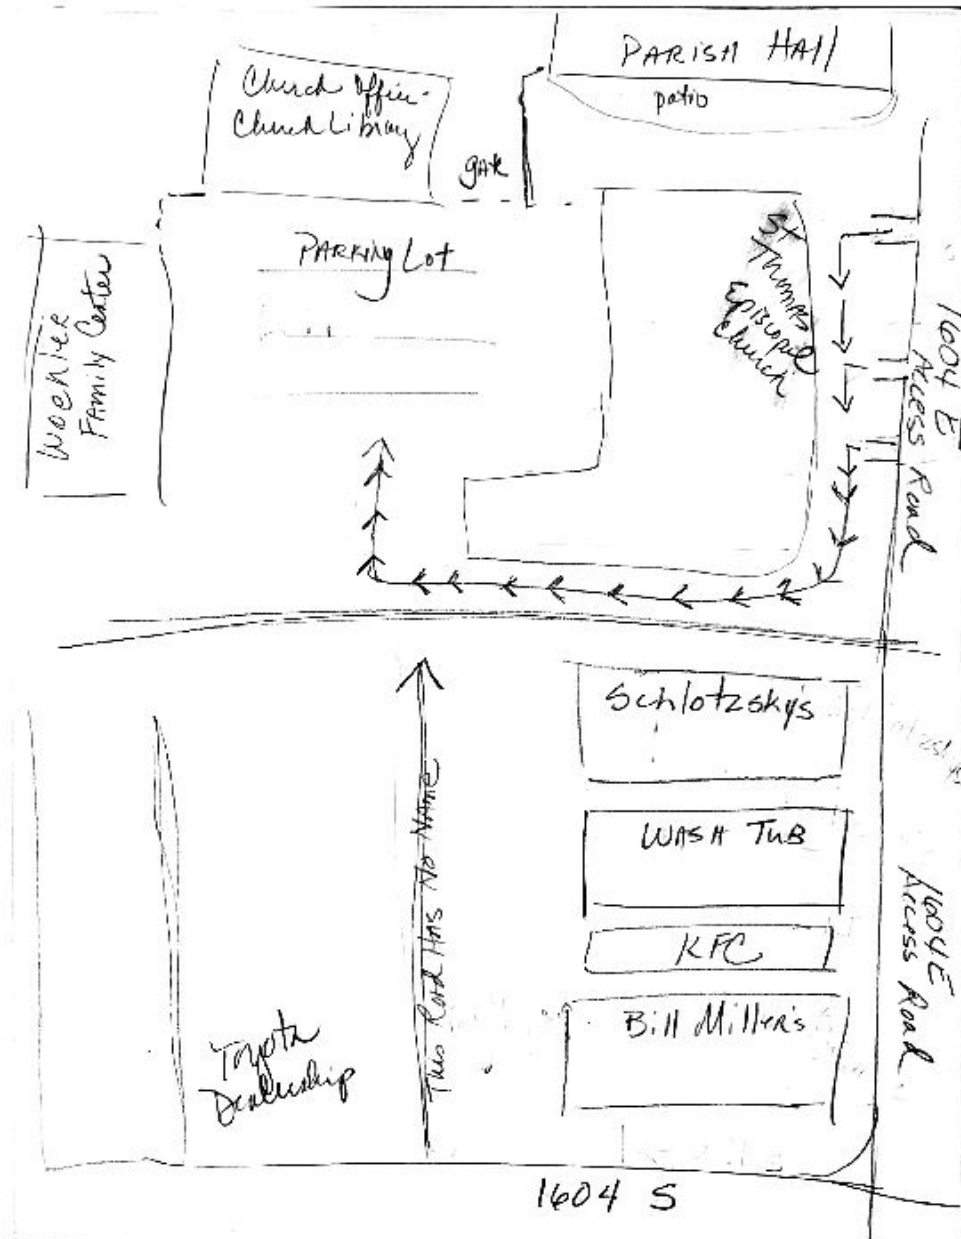 PARISH HAll
patio
Church Office
Church Library
gate
PARKING Lot
St
Thomas
Episcopal
Church
Woehler
Family Center
1604 E
Access Road
Schlotzsky's
WASH TUB
KFC
Bill Miller's
1604 E
Access Road
This Road Has No Name
Toyota
Dealership
1604 S